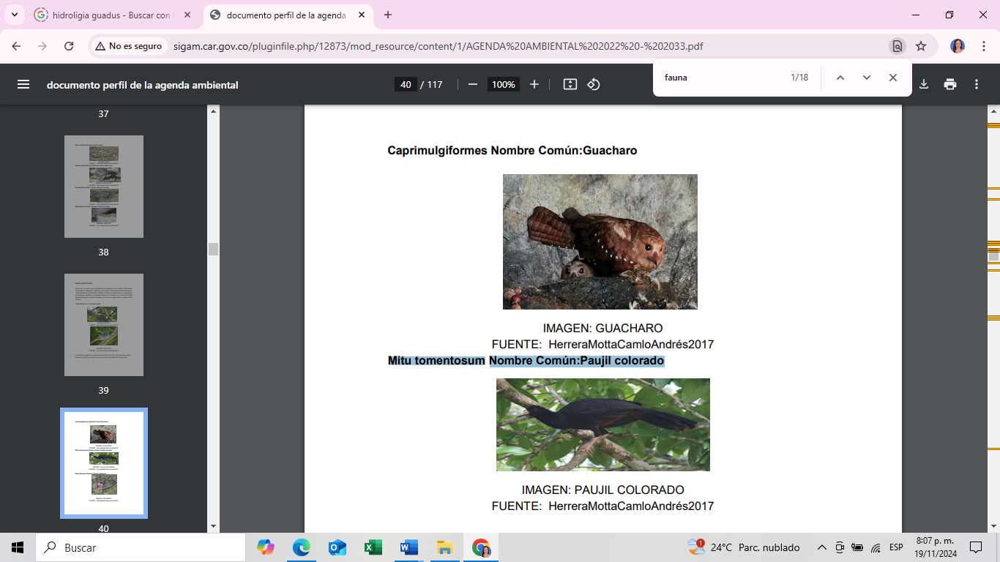 hidroligia guadus - Buscar con
documento perfil de la agenda
No es seguro
sigam.car.gov.co/pluginfile.php/12873/mod_resource/content/1/AGENDA%20AMBIENTAL%202022%20-%202033.pdf
fauna
1/18
documento perfil de la agenda ambiental
40 / 117
100%
37
38
39
40
Caprimulgiformes Nombre Común:Guacharo
IMAGEN: GUACHARO
FUENTE: HerreraMottaCamloAndrés2017
Mitu tomentosum Nombre Común:Paujil colorado
IMAGEN: PAUJIL COLORADO
FUENTE: HerreraMottaCamloAndrés2017
Buscar
1
24°C Parc. nublado
ESP
8:07 p. m.
19/11/2024